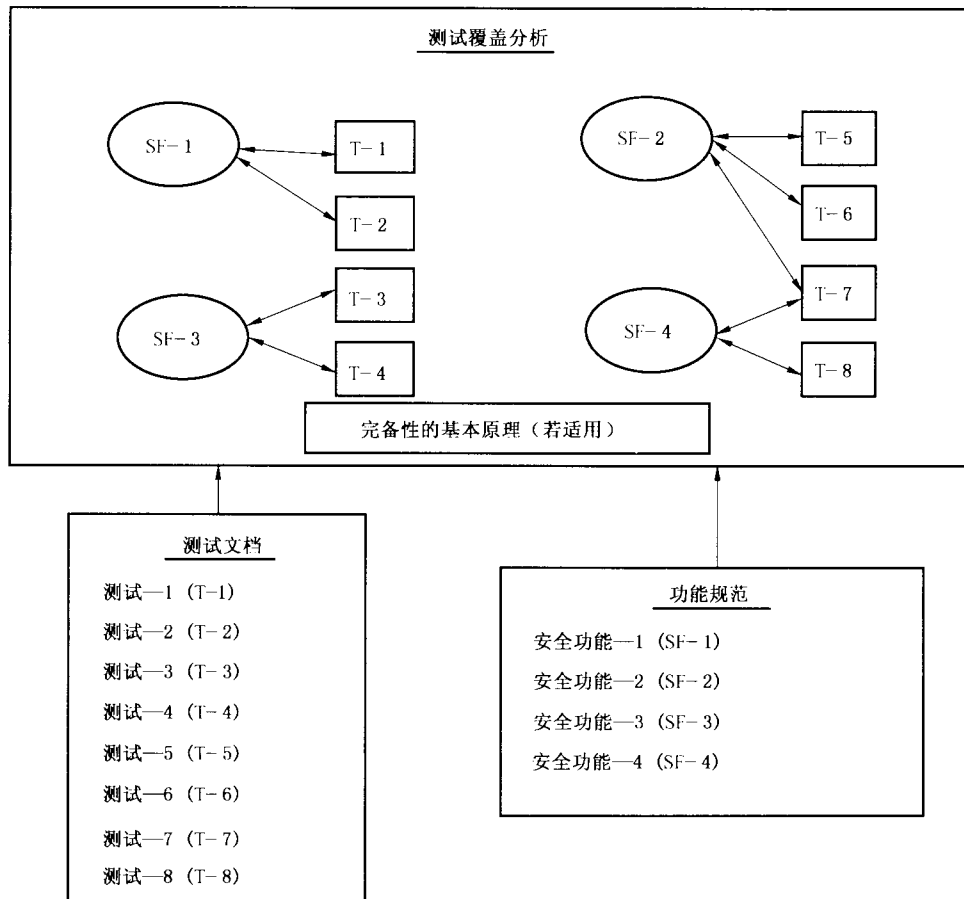 测试覆盖分析
SF-1
T-1
T-2
SF-3
T-3
T-4
SF-2
T-5
T-6
T-7
SF-4
T-8
完备性的基本原理（若适用）
测试文档
测试—1 (T-1)
测试—2 (T-2)
测试—3 (T-3)
测试—4 (T-4)
测试—5 (T-5)
测试—6 (T-6)
测试—7 (T-7)
测试—8 (T-8)
功能规范
安全功能—1 (SF-1)
安全功能—2 (SF-2)
安全功能—3 (SF-3)
安全功能—4 (SF-4)